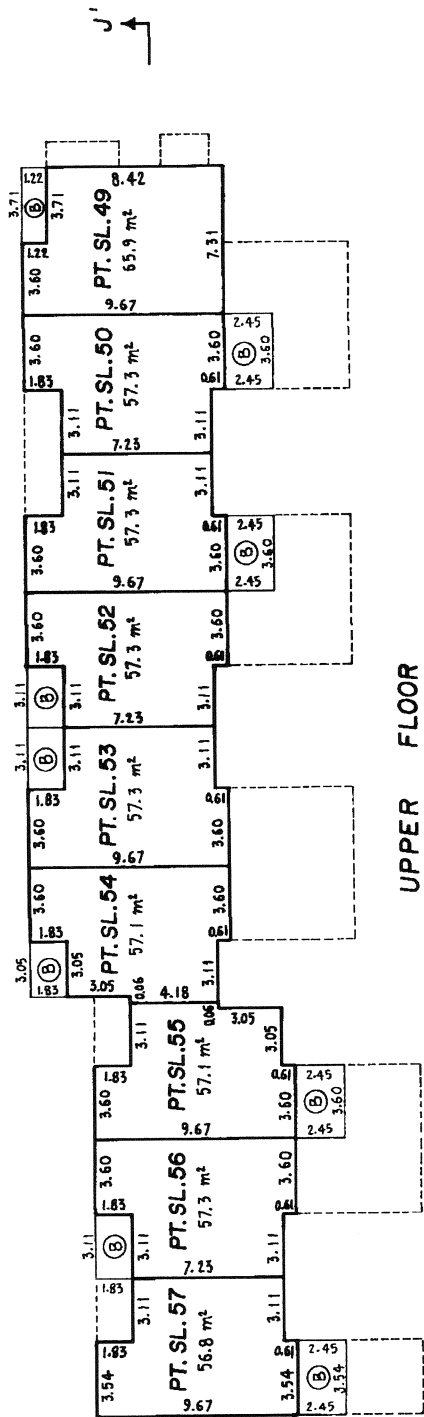 J'
3.71
B
1.22
3.71
1.22
3.60
8.42
PT. SL. 49
65.9 m²
7.31
9.67
3.60
1.83
PT. SL. 50
57.3 m²
3.60
0.61
2.45
B
3.60
2.45
3.11
7.23
3.11
3.11
3.11
1.83
PT. SL. 51
57.3 m²
0.61
3.60
3.60
2.45
B
3.60
2.45
9.67
3.60
1.83
PT. SL. 52
57.3 m²
3.60
0.61
3.11
B
3.11
7.23
3.11
3.11
B
3.11
1.83
PT. SL. 53
57.3 m²
3.11
0.61
3.60
3.60
9.67
3.60
1.83
PT. SL. 54
57.1 m²
3.60
0.61
3.05
B
1.83
3.05
3.05
0.06
4.18
3.11
0.06
3.05
3.11
1.83
PT. SL. 55
57.1 m²
3.05
0.61
3.60
3.60
2.45
B
3.60
2.45
9.67
3.60
1.83
PT. SL. 56
57.3 m²
3.60
0.61
3.11
B
3.11
1.83
7.23
3.11
3.11
3.11
1.83
PT. SL. 57
56.8 m²
0.61
3.54
3.54
2.45
B
3.54
2.45
9.67
UPPER FLOOR